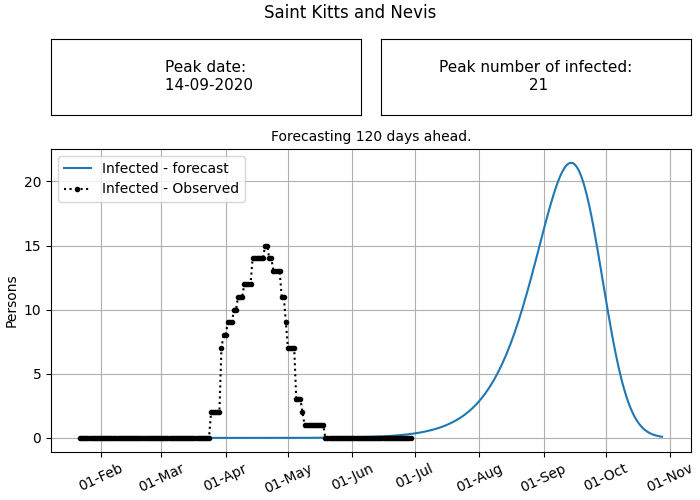 Saint Kitts and Nevis
Peak date:
14-09-2020
Peak number of infected:
21
Forecasting 120 days ahead.
Infected - forecast
Infected - Observed
Persons
20
15
10
5
0
01-Feb
01-Mar
01-Apr
01-May
01-Jun
01-Jul
01-Aug
01-Sep
01-Oct
01-Nov